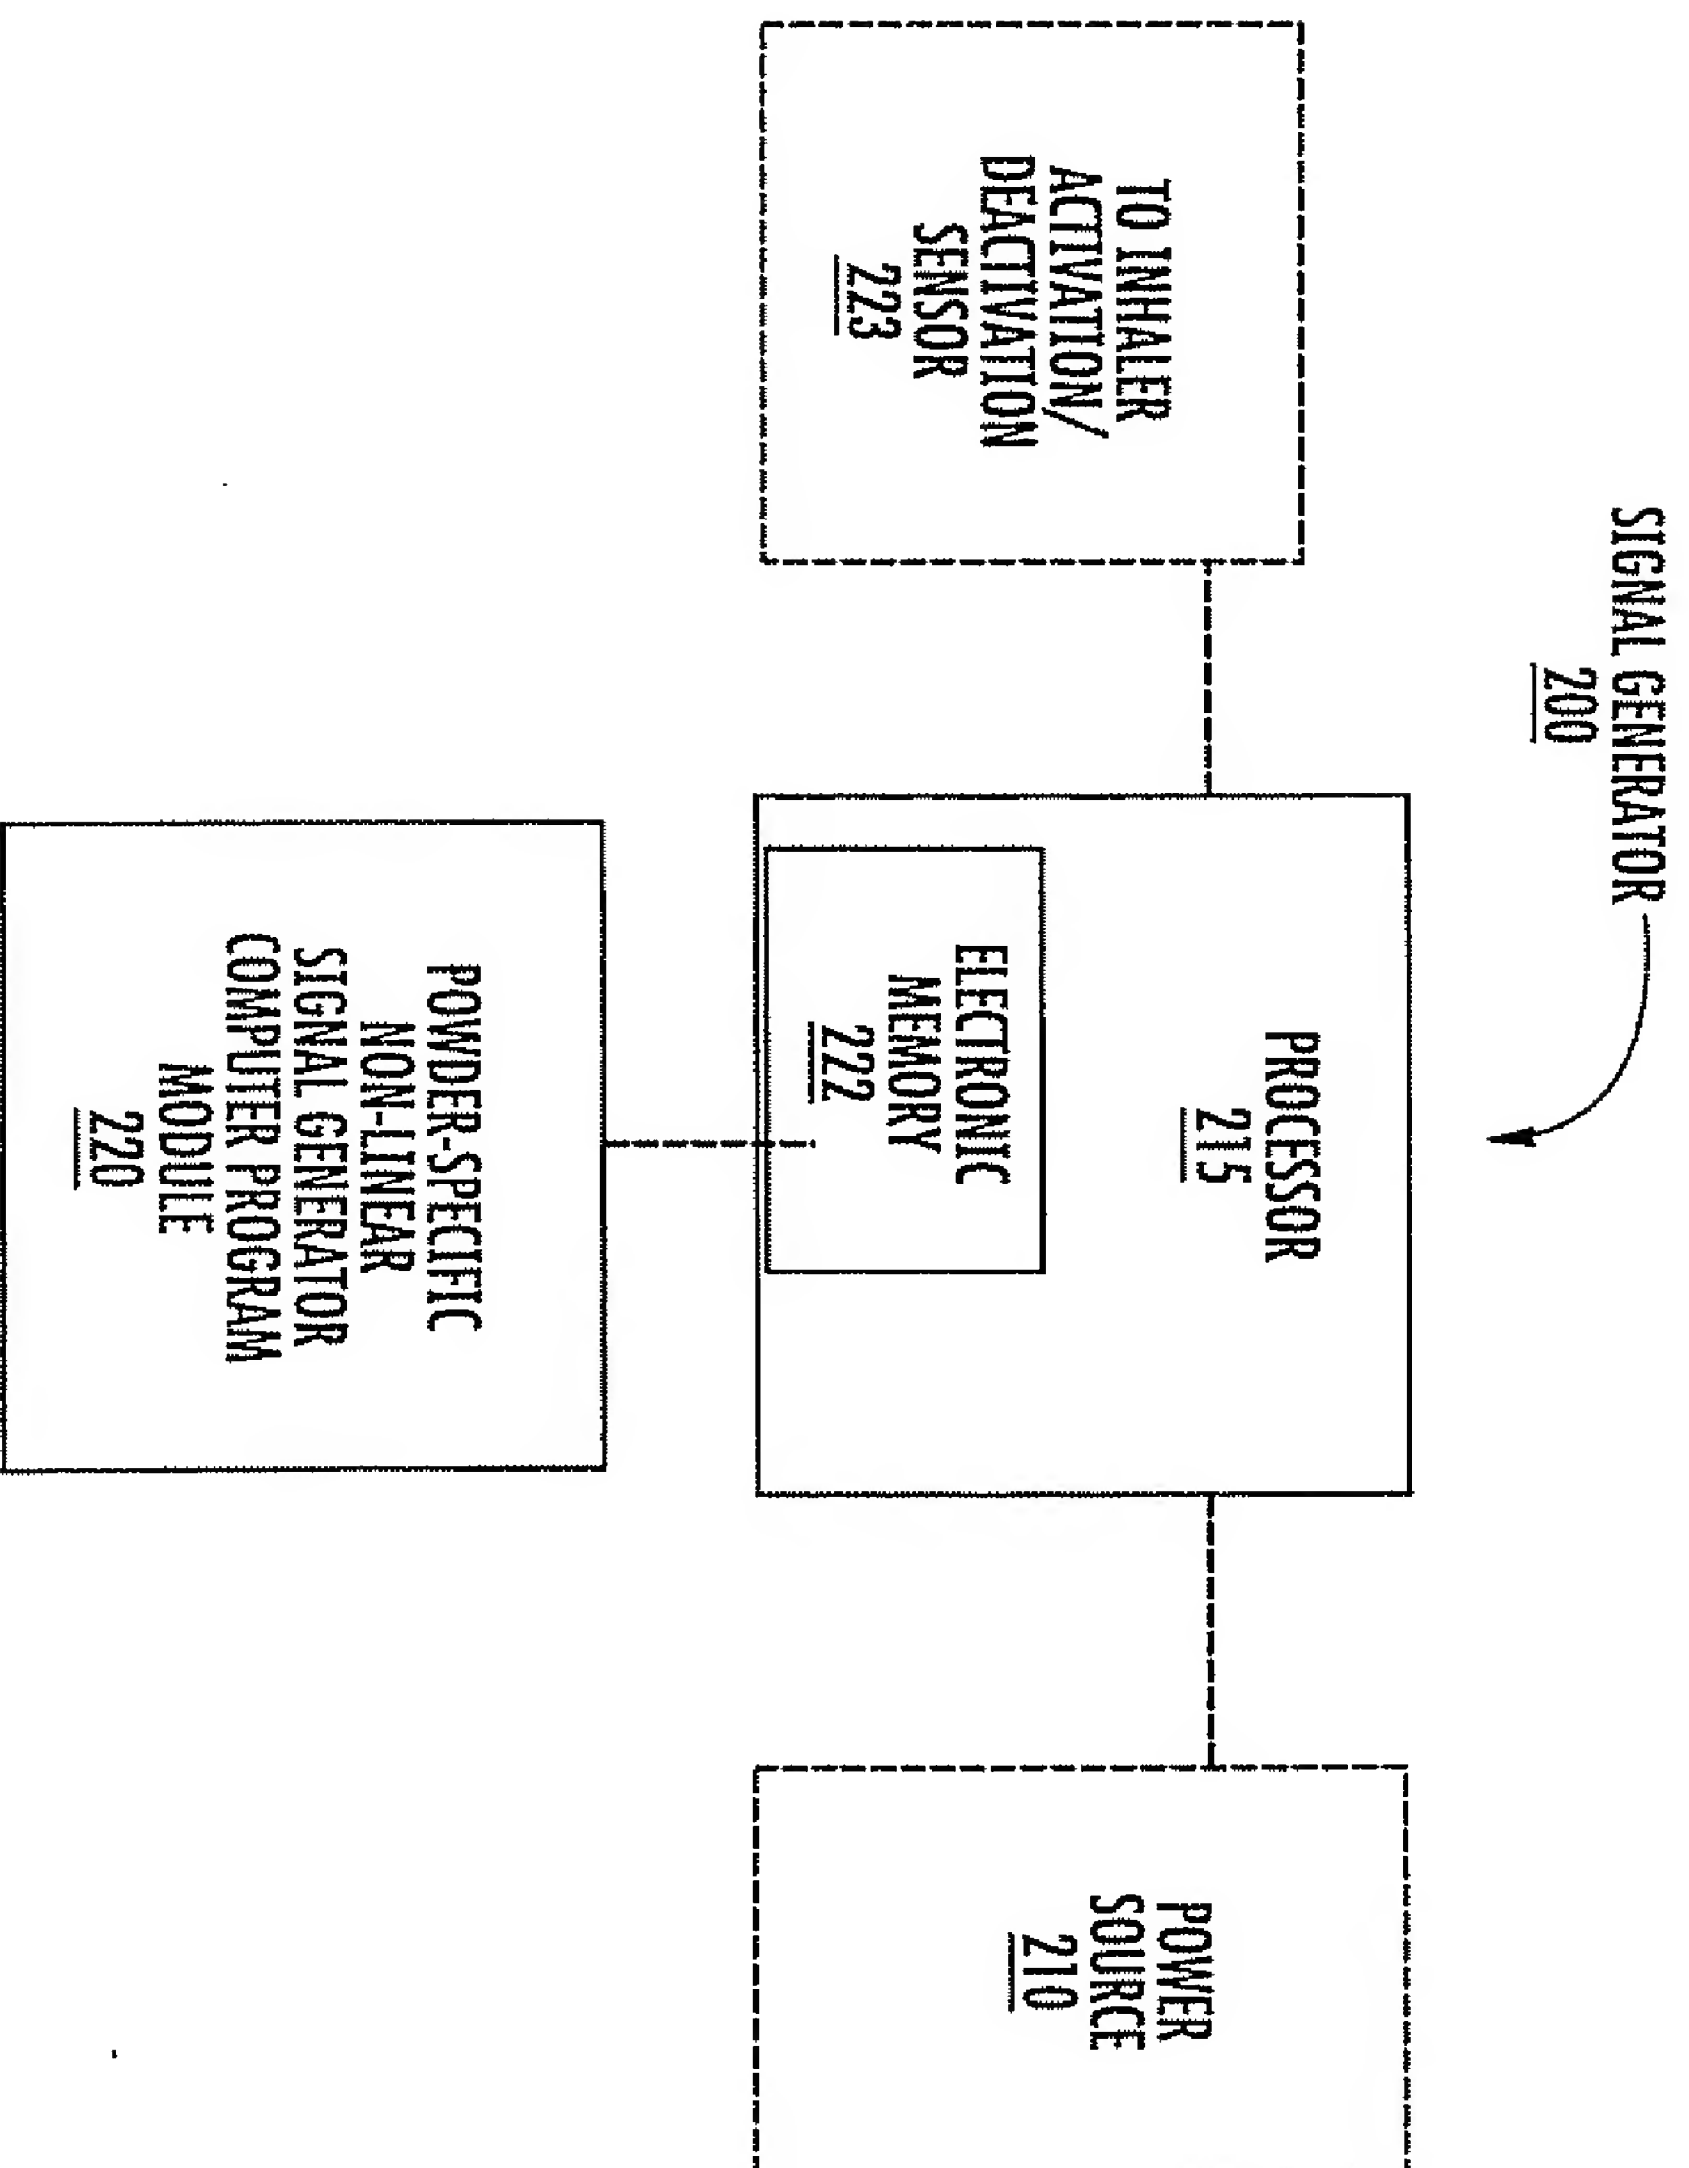 SIGNAL GENERATOR
200
TO INHALER
ACTIVATION/
DEACTIVATION
SENSOR
223
PROCESSOR
215
ELECTRONIC
MEMORY
222
POWER
SOURCE
210
POWDER-SPECIFIC
NON-LINEAR
SIGNAL GENERATOR
COMPUTER PROGRAM
MODULE
220